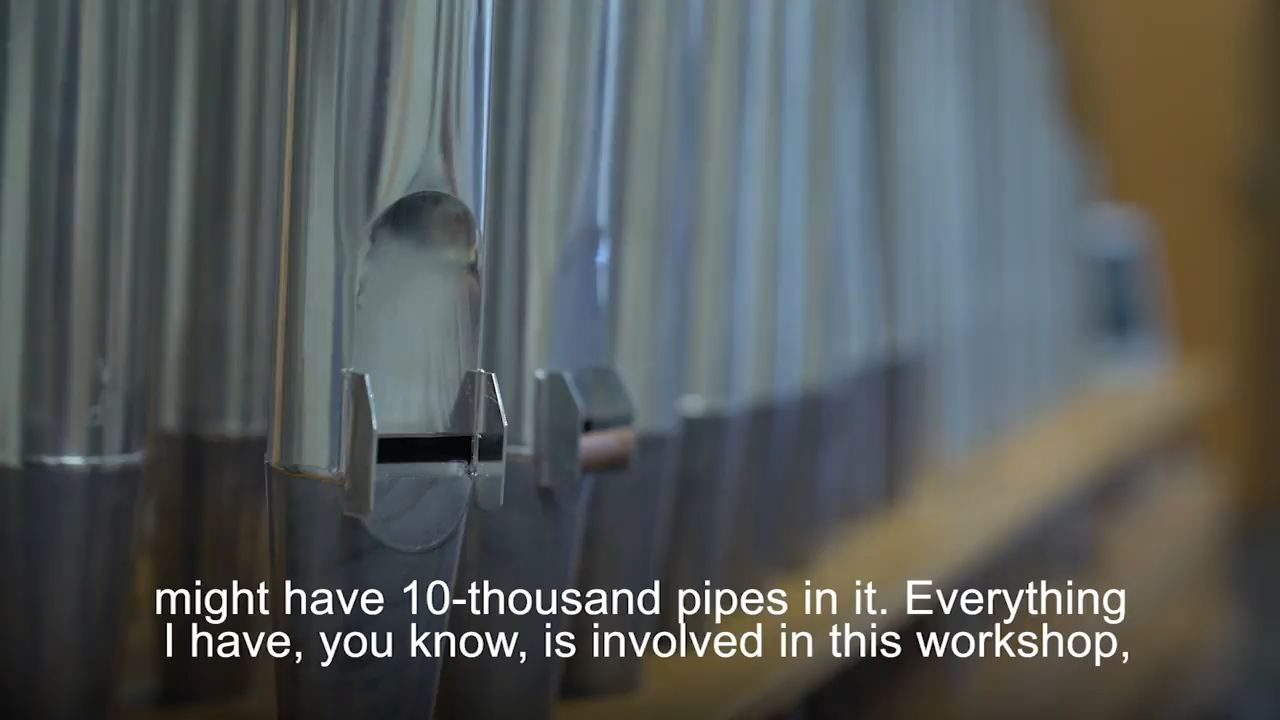 might have 10-thousand pipes in it. Everything
I have, you know, is involved in this workshop,